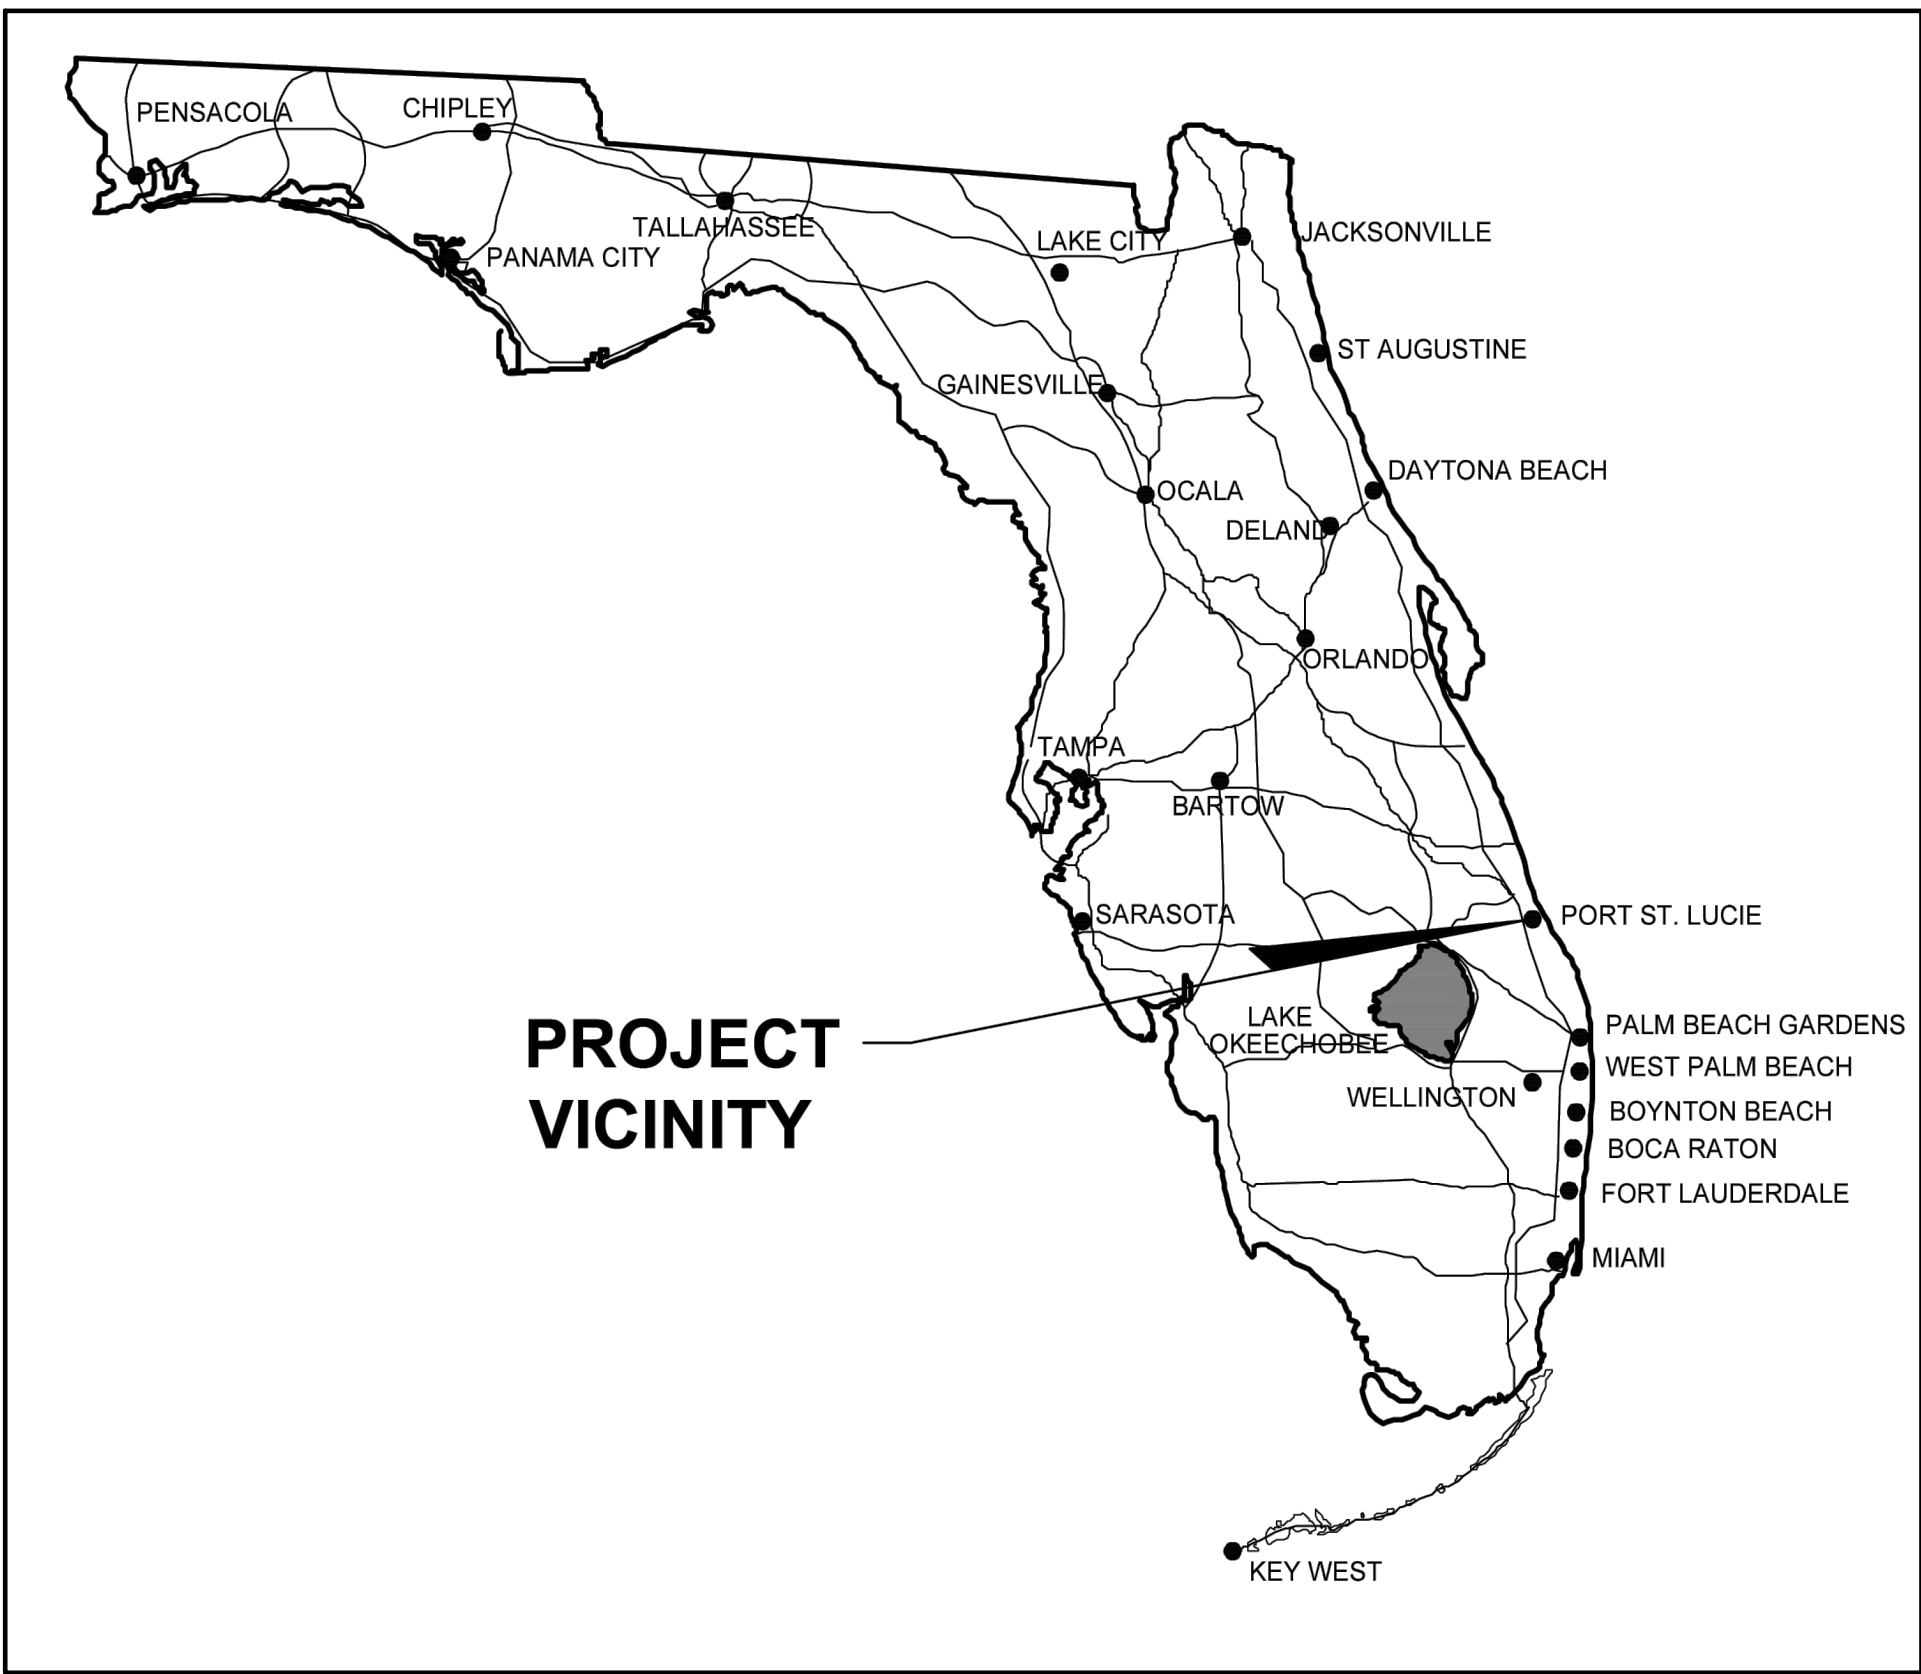 PENSACOLA
CHIPLEY
TALLAHASSEE
PANAMA CITY
LAKE CITY
JACKSONVILLE
ST AUGUSTINE
GAINESVILLE
DAYTONA BEACH
OCALA
DELAND
ORLANDO
TAMPA
BARTOW
SARASOTA
PORT ST. LUCIE
PROJECT
VICINITY
LAKE
OKEECHOBEE
PALM BEACH GARDENS
WEST PALM BEACH
WELLINGTON
BOYNTON BEACH
BOCA RATON
FORT LAUDERDALE
MIAMI
KEY WEST